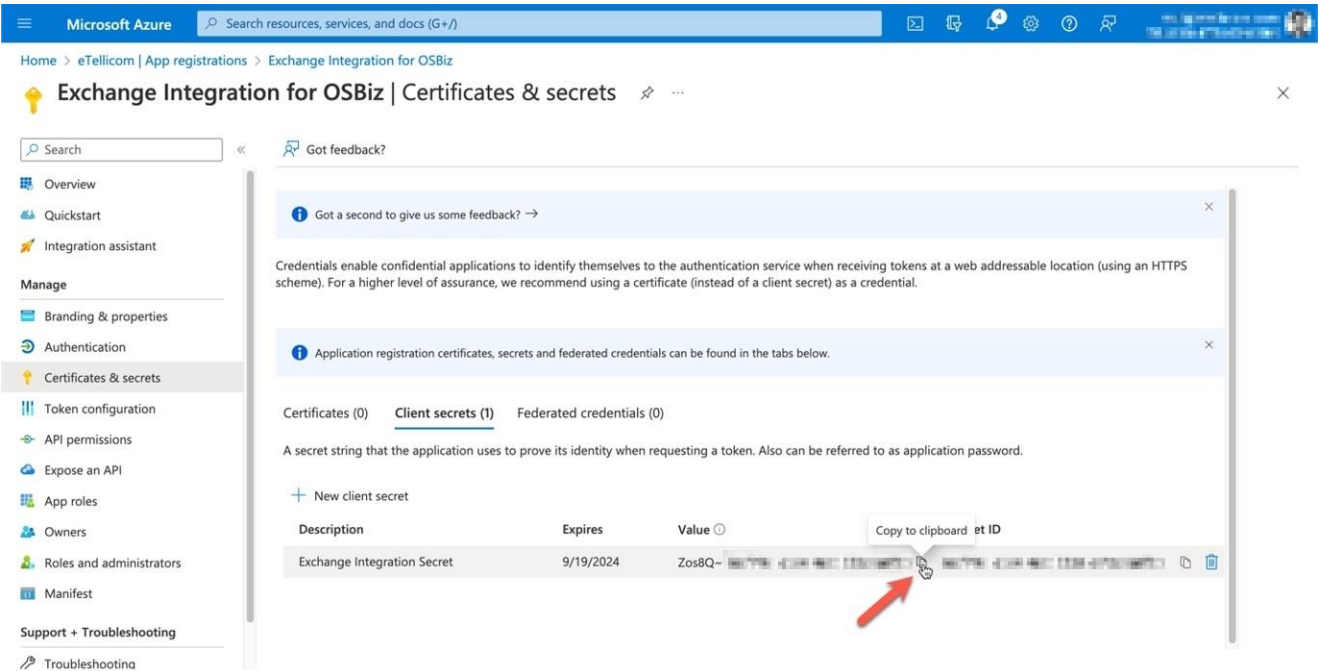 Microsoft Azure
Search resources, services, and docs (G+/)
4
Home > eTellicom | App registrations > Exchange Integration for OSBiz
Exchange Integration for OSBiz | Certificates & secrets
Search
Got feedback?
Overview
Quickstart
Integration assistant
Got a second to give us some feedback? →
Credentials enable confidential applications to identify themselves to the authentication service when receiving tokens at a web addressable location (using an HTTPS
scheme). For a higher level of assurance, we recommend using a certificate (instead of a client secret) as a credential.
Manage
Branding & properties
Authentication
Certificates & secrets
Token configuration
API permissions
Expose an API
App roles
Owners
Roles and administrators
Manifest
Support + Troubleshooting
Troubleshooting
Application registration certificates, secrets and federated credentials can be found in the tabs below.
Certificates (0) Client secrets (1) Federated credentials (0)
A secret string that the application uses to prove its identity when requesting a token. Also can be referred to as application password.
New client secret
Description Expires Value Copy to clipboard et ID
Exchange Integration Secret 9/19/2024 Zos8Q~